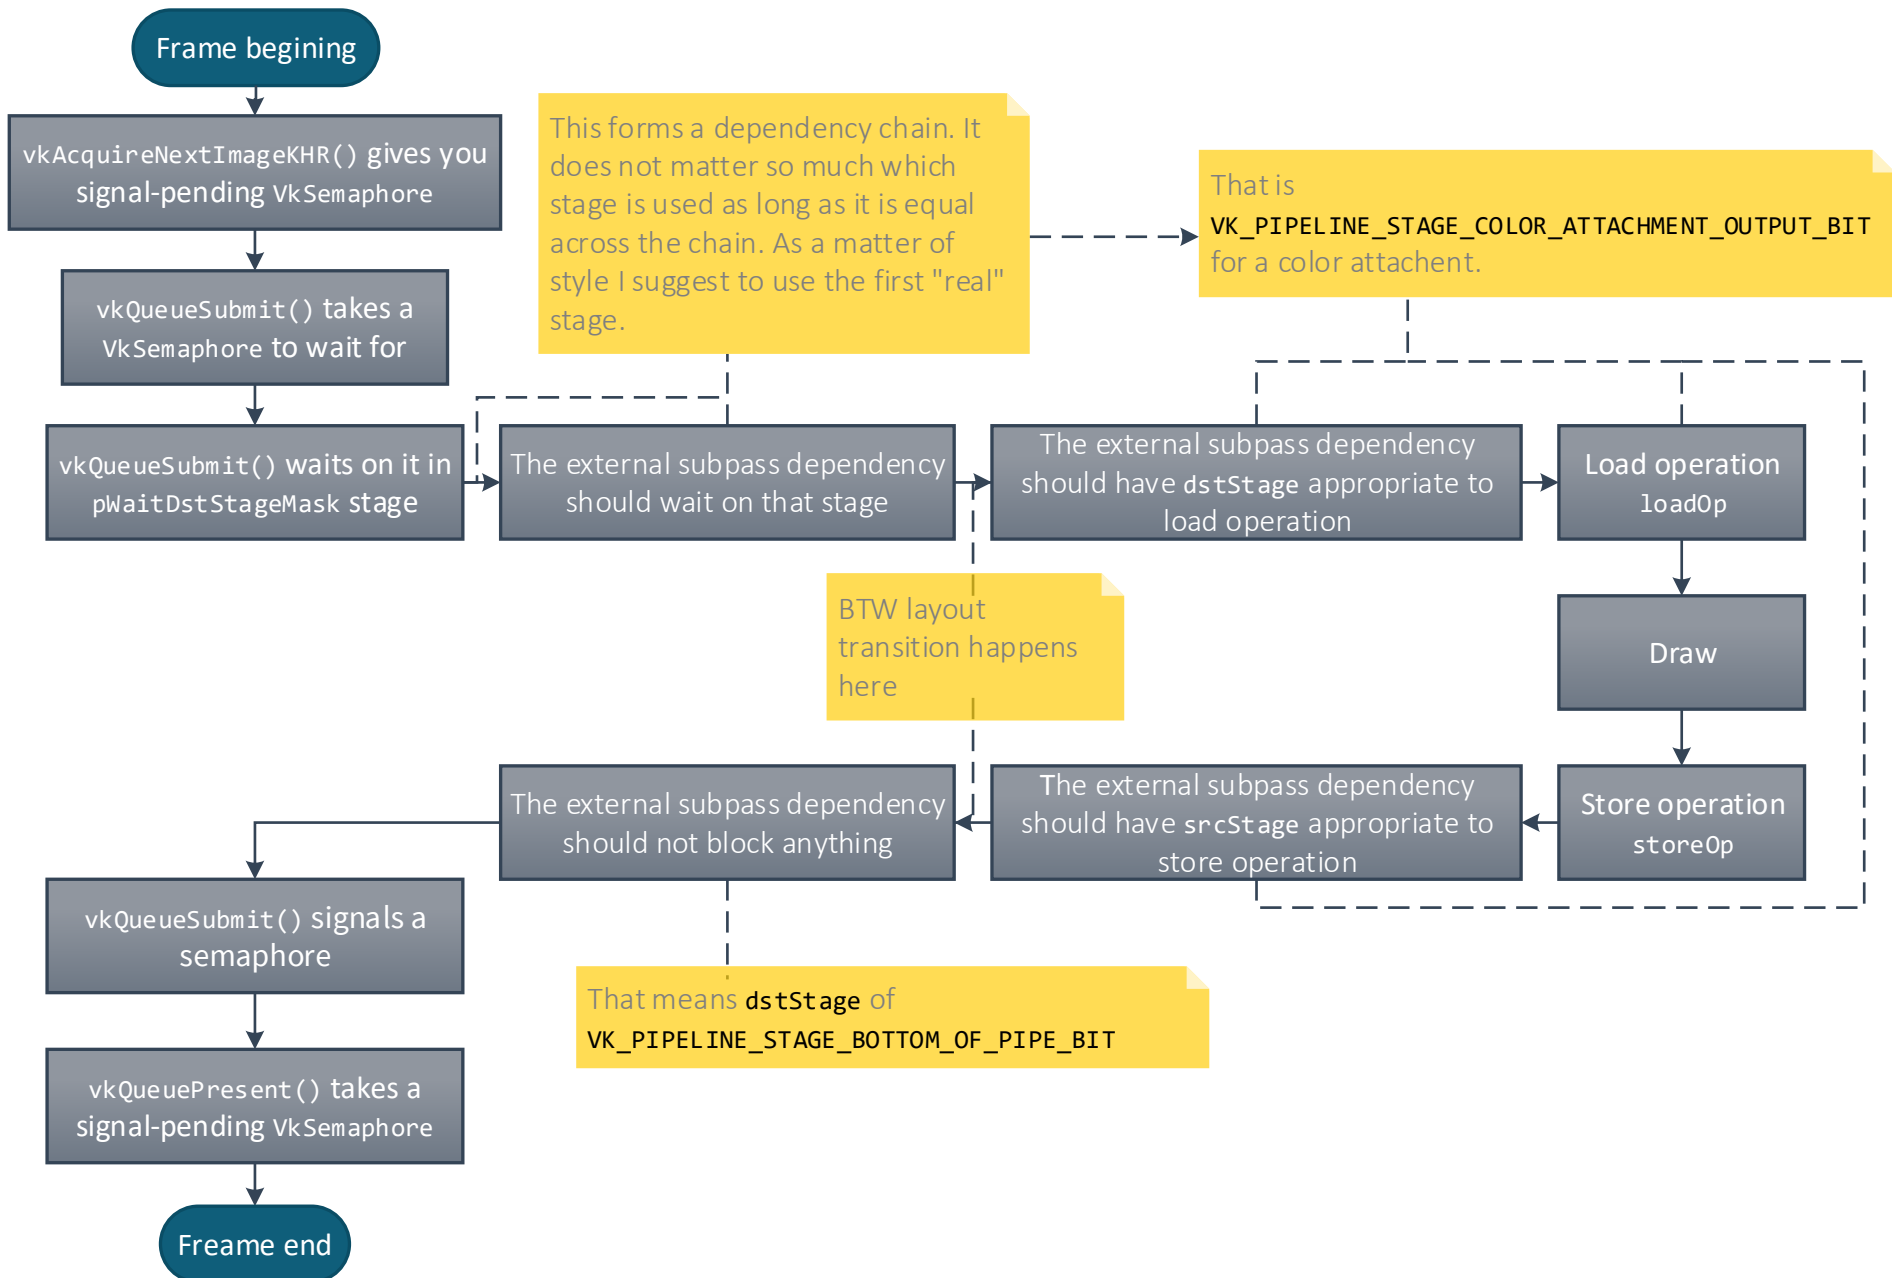 Frame begining
vkAcquireNextImageKHR() gives you
signal-pending VkSemaphore
vkQueueSubmit() takes a
VkSemaphore to wait for
vkQueueSubmit() waits on it in
pWaitDstStageMask stage
This forms a dependency chain. It
does not matter so much which
stage is used as long as it is equal
across the chain. As a matter of
style I suggest to use the first "real"
stage.
That is
VK_PIPELINE_STAGE_COLOR_ATTACHMENT_OUTPUT_BIT
for a color attachent.
The external subpass dependency
should wait on that stage
The external subpass dependency
should have dstStage appropriate to
load operation
Load operation
loadOp
BTW layout
transition happens
here
Draw
Store operation
storeOp
The external subpass dependency
should have srcStage appropriate to
store operation
The external subpass dependency
should not block anything
That means dstStage of
VK_PIPELINE_STAGE_BOTTOM_OF_PIPE_BIT
vkQueueSubmit() signals a
semaphore
vkQueuePresent() takes a
signal-pending VkSemaphore
Freame end